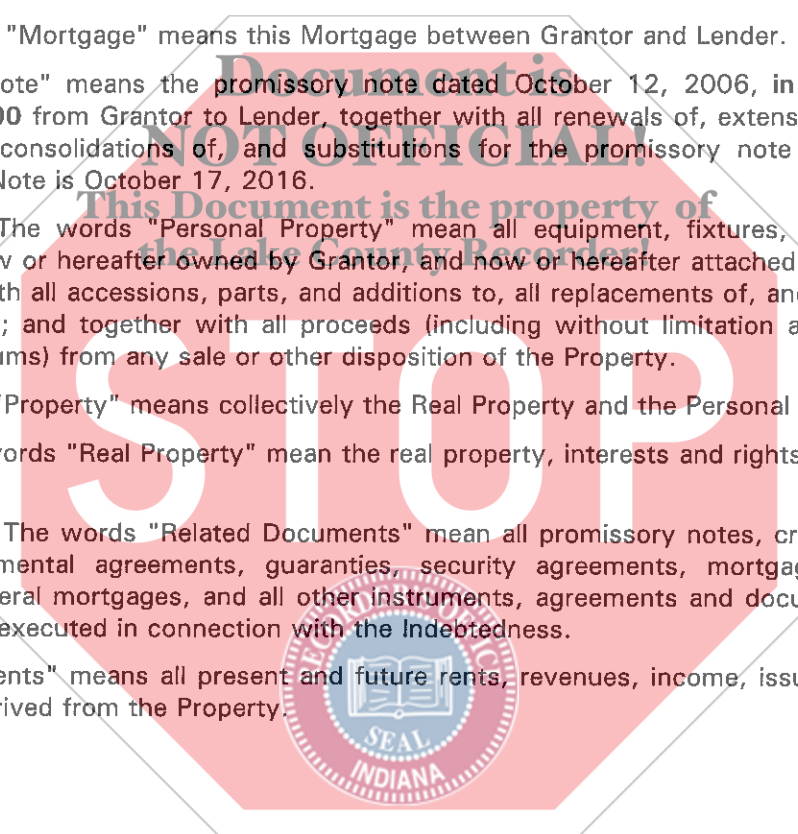 "Mortgage" means this Mortgage between Grantor and Lender.
ote" means the promissory note dated October 12, 2006, in
00 from Grantor to Lender, together with all renewals of, extens
consolidations of, and substitutions for the promissory note
Note is October 17, 2016.
The words "Personal Property" mean all equipment, fixtures,
w or hereafter owned by Grantor, and now or hereafter attached
th all accessions, parts, and additions to, all replacements of, and
; and together with all proceeds (including without limitation a
ums) from any sale or other disposition of the Property.
"Property" means collectively the Real Property and the Personal
ords "Real Property" mean the real property, interests and rights
The words "Related Documents" mean all promissory notes, cr
mental agreements, guaranties, security agreements, mortgag
eral mortgages, and all other instruments, agreements and docu
executed in connection with the Indebtedness.
ents" means all present and future rents, revenues, income, issu
rived from the Property.
Document is
NOT OFFICIAL!
This Document is the property of
the Lake County Recorder!
STOP
RECORDER'S OFFICE
SEAL
INDIANA